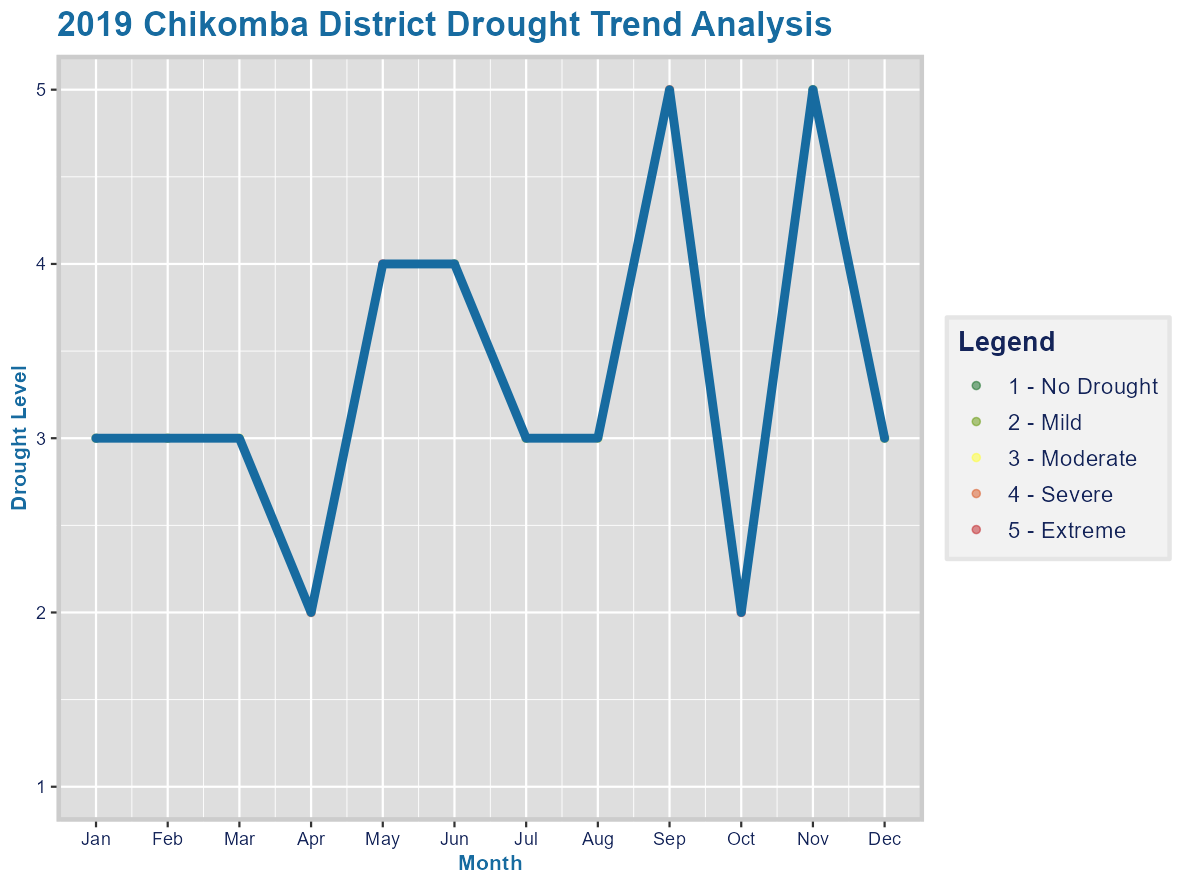 2019 Chikomba District Drought Trend Analysis
Drought Level
5
4
3
2
1
Jan Feb Mar Apr May Jun Jul Aug Sep Oct Nov Dec
Month
Legend
1 - No Drought
2 - Mild
3 - Moderate
4 - Severe
5 - Extreme